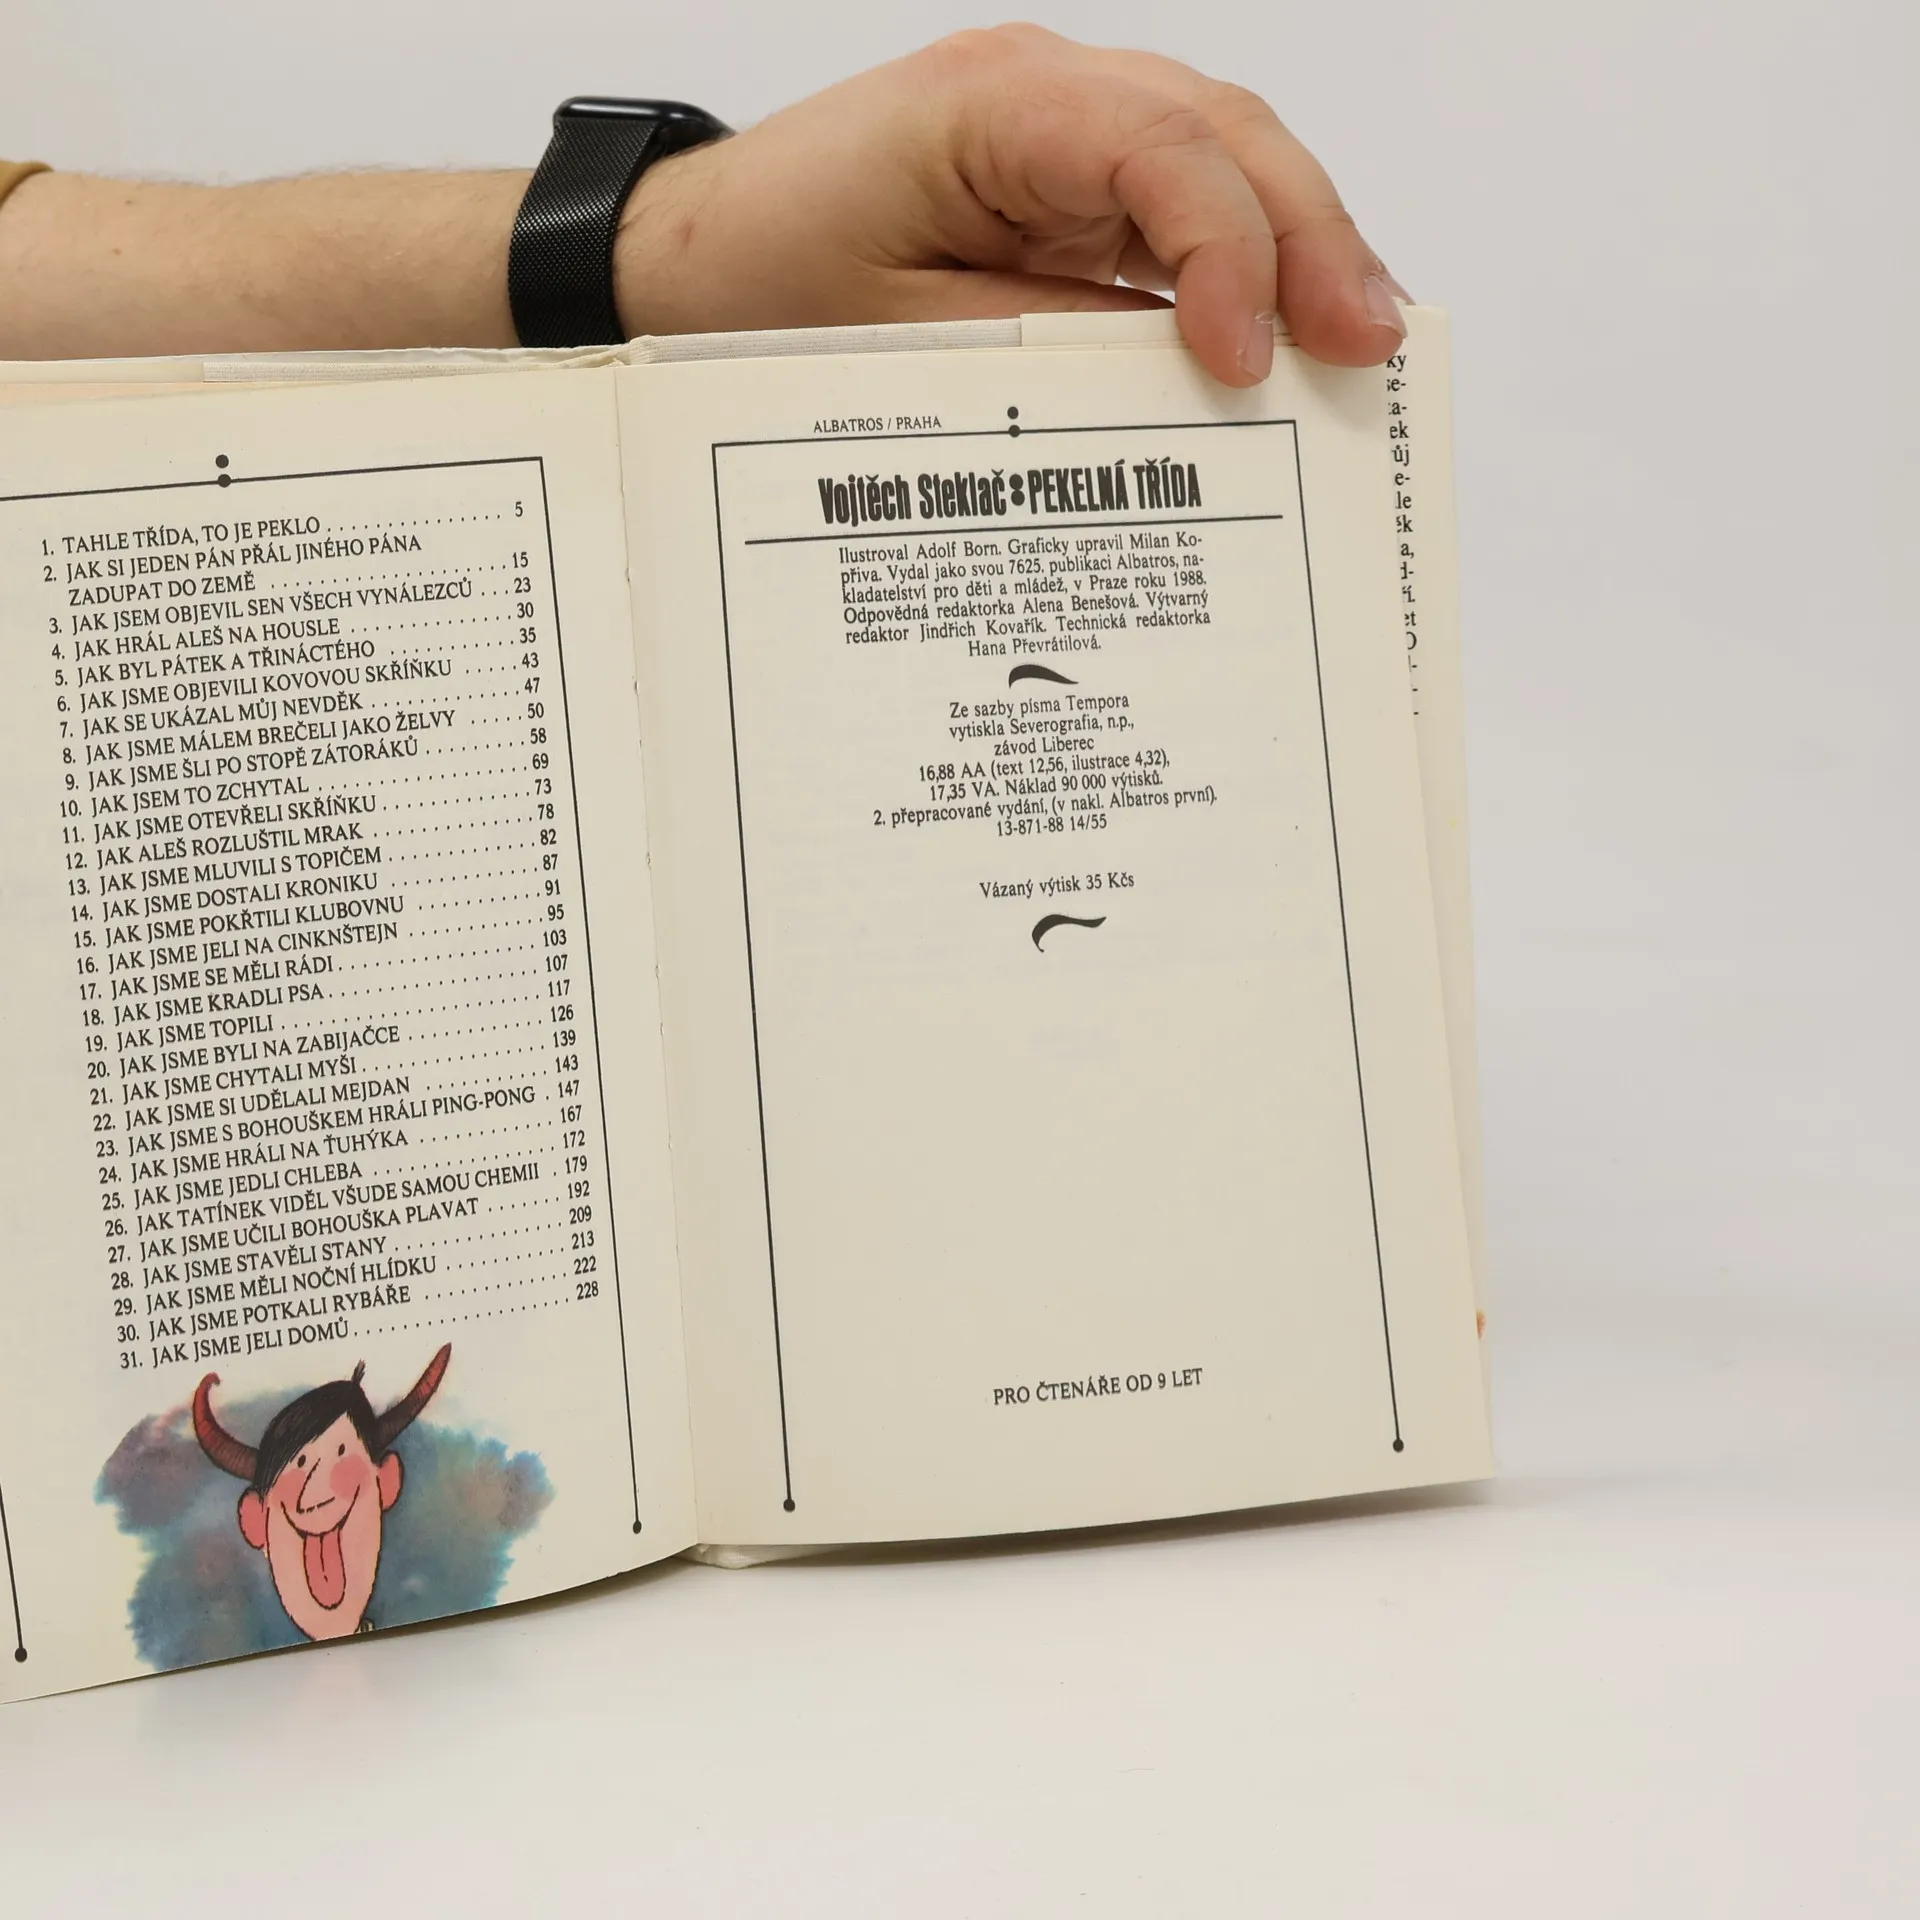 1. TAHLE TŘÍDA, TO JE PEKLO . . . . . . . . . . . . . . . 5
2. JAK SI JEDEN PÁN PŘÁL JINÉHO PÁNA
ZADUPAT DO ZEMĚ . . . . . . . . . . . . . . . . . . . . 15
3. JAK JSEM OBJEVIL SEN VŠECH VYNÁLEZCŮ . . . 23
4. JAK HRÁL ALEŠ NA HOUSLE . . . . . . . . . . . . . . 30
5. JAK BYL PÁTEK A TŘINÁCTÉHO . . . . . . . . . . . 35
6. JAK JSME OBJEVILI KOVOVOU SKŘÍŇKU . . . . . 43
7. JAK SE UKÁZAL MŮJ NEVDĚK . . . . . . . . . . . . . 47
8. JAK JSME MÁLEM BREČELI JAKO ŽELVY . . . . . 50
9. JAK JSME ŠLI PO STOPĚ ZÁTORÁKŮ . . . . . . . . . 58
10. JAK JSEM TO ZCHYTAL . . . . . . . . . . . . . . . . . 69
11. JAK JSME OTEVŘELI SKŘÍŇKU . . . . . . . . . . . . . 73
12. JAK ALEŠ ROZLUŠTIL MRAK . . . . . . . . . . . . . . 78
13. JAK JSME MLUVILI S TOPIČEM . . . . . . . . . . . . . 82
14. JAK JSME DOSTALI KRONIKU . . . . . . . . . . . . . 87
15. JAK JSME POKŘTILI KLUBOVNU . . . . . . . . . . . 91
16. JAK JSME JELI NA CINKNŠTEJN . . . . . . . . . . . . 95
17. JAK JSME SE MĚLI RÁDI . . . . . . . . . . . . . . . . . 103
18. JAK JSME KRADLI PSA . . . . . . . . . . . . . . . . . . 107
19. JAK JSME TOPILI . . . . . . . . . . . . . . . . . . . . . . 117
20. JAK JSME BYLI NA ZABIJAČCE . . . . . . . . . . . . 126
21. JAK JSME CHYTALI MYŠI . . . . . . . . . . . . . . . . 139
22. JAK JSME SI UDĚLALI MEJDAN . . . . . . . . . . . 143
23. JAK JSME S BOHOUŠKEM HRÁLI PING-PONG . 147
24. JAK JSME HRÁLI NA ŤUHÝKA . . . . . . . . . . . . 167
25. JAK JSME JEDLI CHLEBA . . . . . . . . . . . . . . . . 172
26. JAK TATÍNEK VIDĚL VŠUDE SAMOU CHEMII . 179
27. JAK JSME UČILI BOHOUŠKA PLAVAT . . . . . . . 192
28. JAK JSME STAVĚLI STANY . . . . . . . . . . . . . . . 209
29. JAK JSME MĚLI NOČNÍ HLÍDKU . . . . . . . . . . . 213
30. JAK JSME POTKALI RYBÁŘE . . . . . . . . . . . . . 222
31. JAK JSME JELI DOMŮ . . . . . . . . . . . . . . . . . . 228
ALBATROS / PRAHA
Vojtěch Steklač: PEKELNÁ TŘÍDA
Ilustroval Adolf Born. Graficky upravil Milan Ko-
přiva. Vydal jako svou 7625. publikaci Albatros, na-
kladatelství pro děti a mládež, v Praze roku 1988.
Odpovědná redaktorka Alena Benešová. Výtvarný
redaktor Jindřich Kovařík. Technická redaktorka
Hana Převrátilová.
Ze sazby písma Tempora
vytiskla Severografia, n.p.,
závod Liberec
16,88 AA (text 12,56, ilustrace 4,32),
17,35 VA. Náklad 90 000 výtisků.
2. přepracované vydání, (v nakl. Albatros první).
13-871-88 14/55
Vázaný výtisk 35 Kčs
PRO ČTENÁŘE OD 9 LET